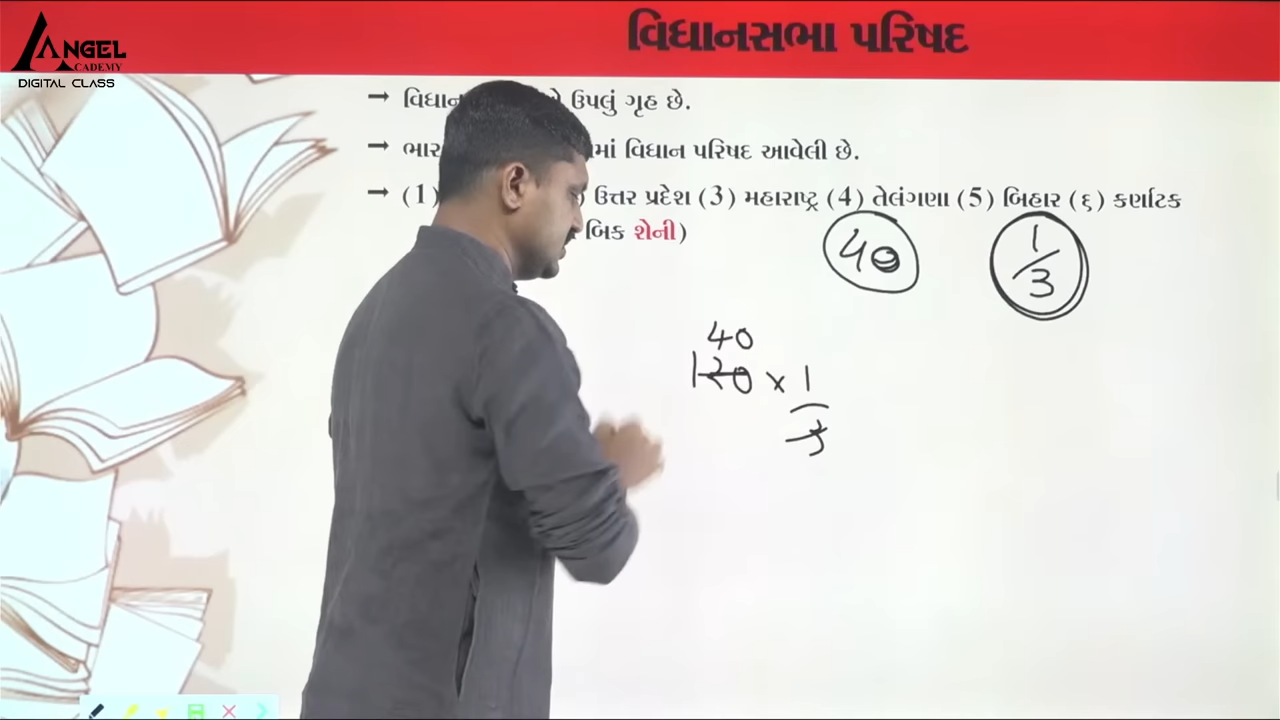 ANGEL
ACADEMY
DIGITAL CLASS
વિધાનસભા પરિષદ
→ ઉપલું ગૃહ છે.
→ વિધાન પરિષદ આવેલી છે.
→ (1) ઉત્તર પ્રદેશ (3) મહારાષ્ટ્ર (4) તેલંગણા (5) બિહાર (૬) કર્ણાટક
બિક શેની)
40
1/3
40
120 × 1
3